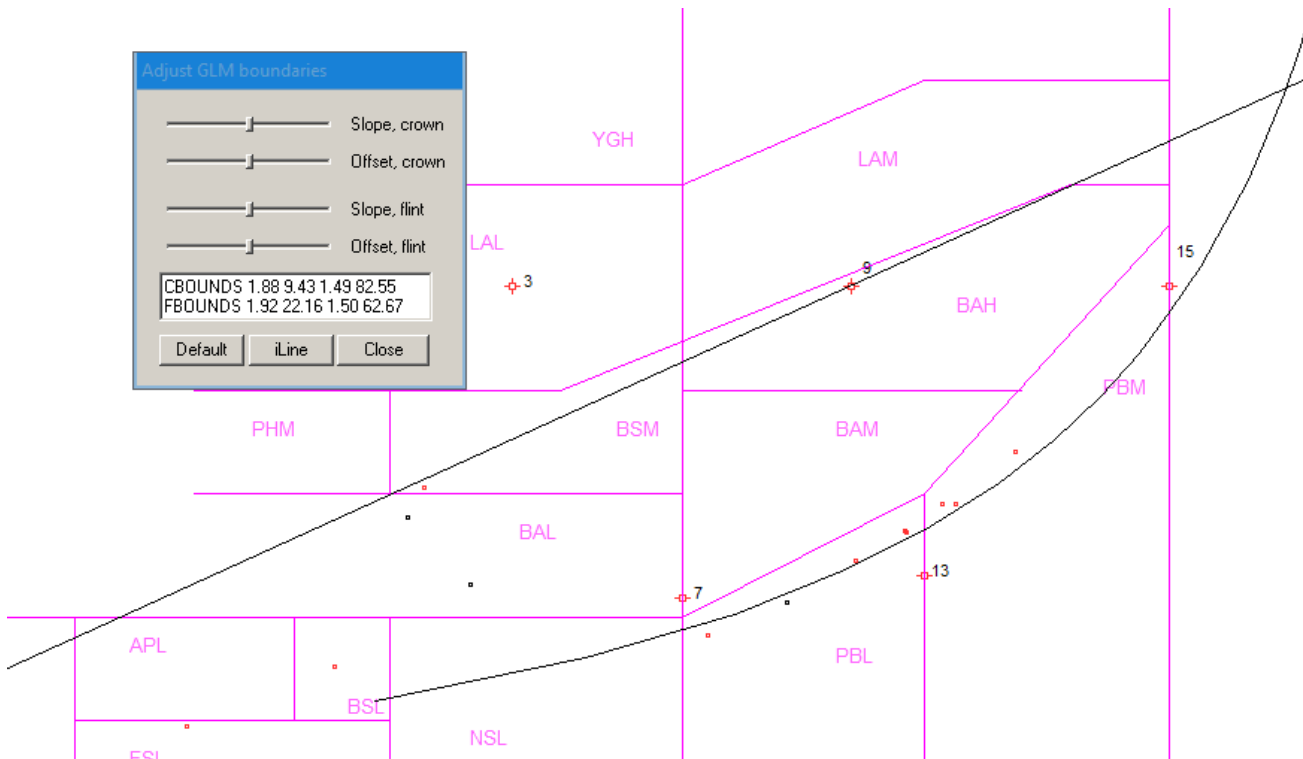 Adjust GLM boundaries
Slope, crown
Offset, crown
Slope, flint
Offset, flint
CBOUNDS 1.88 9.43 1.49 82.55
FBOUNDS 1.92 22.16 1.50 62.67
Default iLine Close
YGH
LAM
LAL
3
9
15
BAH
PBM
PHM
BSM
BAM
BAL
13
7
APL
PBL
BSL
NSL
FSL